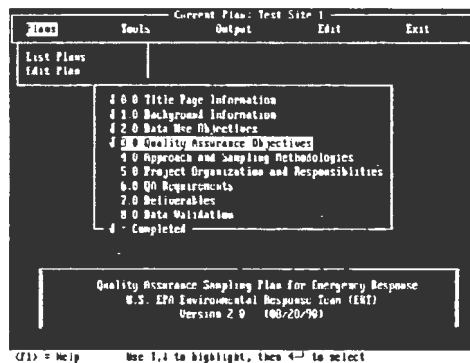 Current Plan: Test Site 1
Plans Tools Output Edit Exit
List Plans
Edit Plan
√ 0.0 Title Page Information
√ 1.0 Background Information
√ 2.0 Data Use Objectives
√ 3.0 Quality Assurance Objectives
4.0 Approach and Sampling Methodologies
5.0 Project Organization and Responsiblities
6.0 QA Requirements
7.0 Deliverables
8.0 Data Validation
√ - Completed
Quality Assurance Sampling Plan for Emergency Response
U.S. EPA Environmental Response Team (ERT)
Version 2.0 (08/20/90)
<F1> = Help Use ↑,↓ to highlight, then ↵ to select